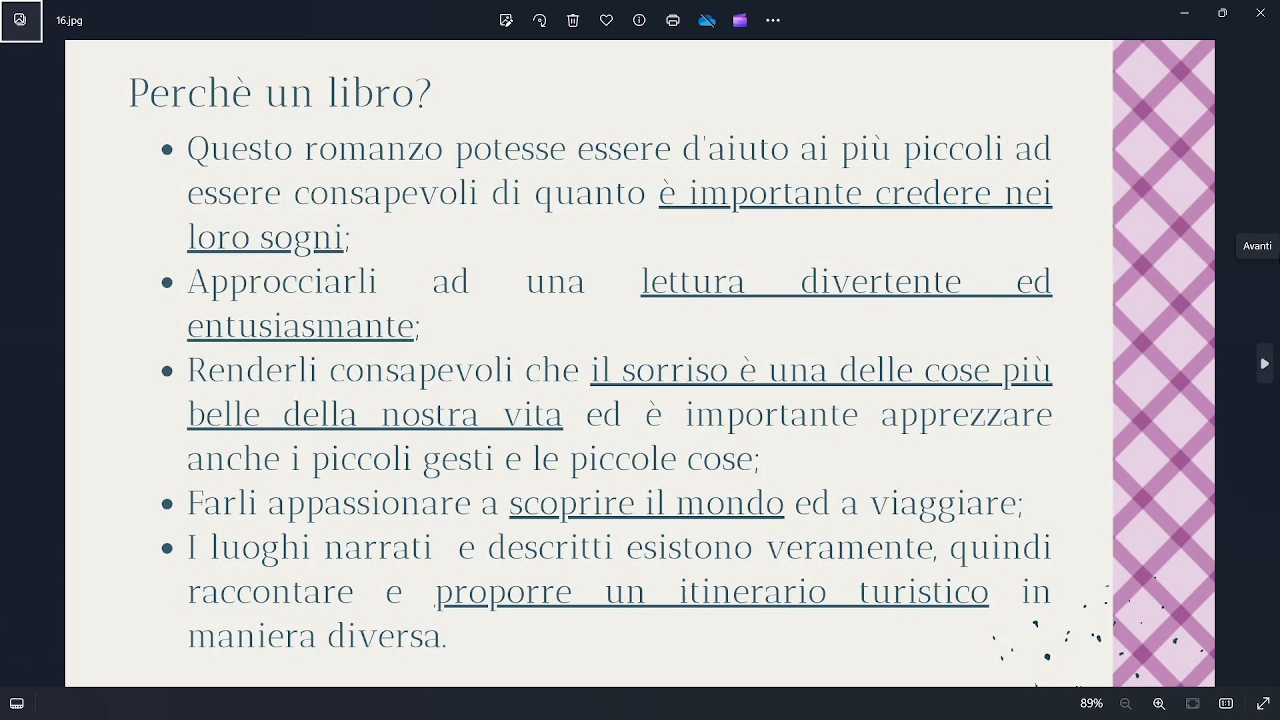 16.jpg
Perchè un libro?
• Questo romanzo potesse essere d'aiuto ai più piccoli ad
essere consapevoli di quanto è importante credere nei
loro sogni;
• Approcciarli ad una lettura divertente ed
entusiasmante;
• Renderli consapevoli che il sorriso è una delle cose più
belle della nostra vita ed è importante apprezzare
anche i piccoli gesti e le piccole cose;
• Farli appassionare a scoprire il mondo ed a viaggiare;
• I luoghi narrati e descritti esistono veramente, quindi
raccontare e proporre un itinerario turistico in
maniera diversa.
Avanti
89%